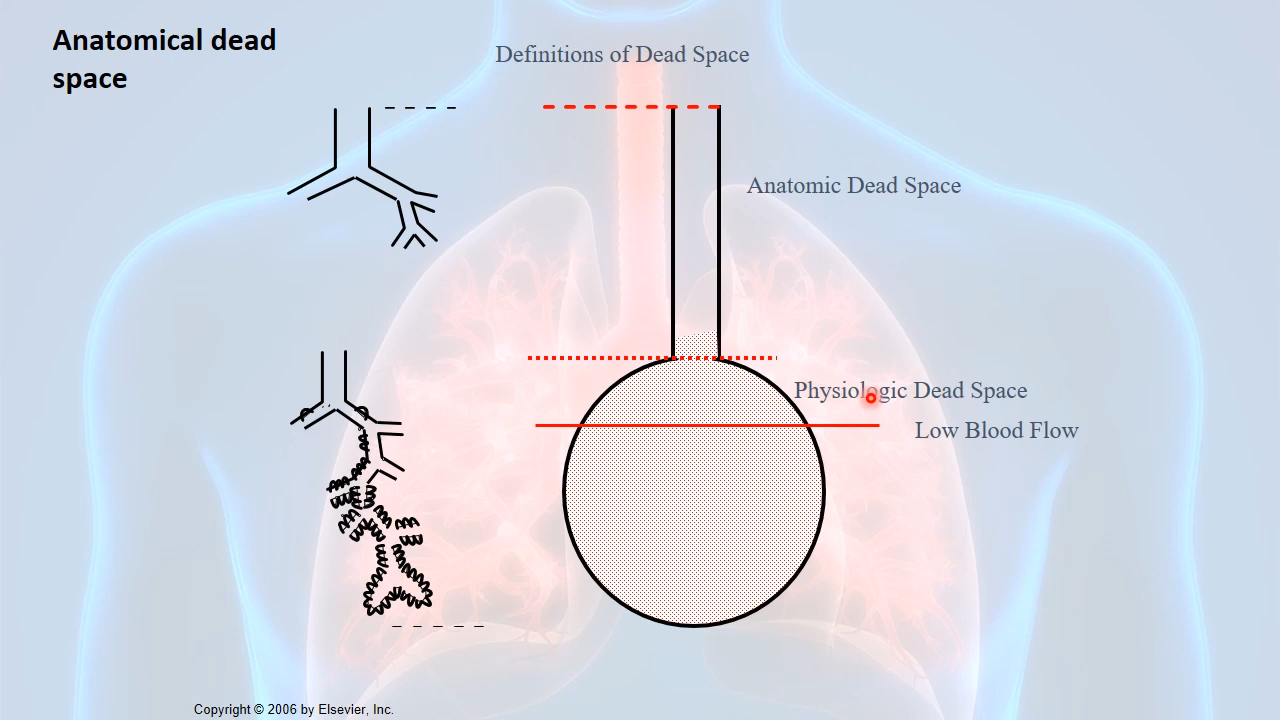 Anatomical dead
space
Definitions of Dead Space
Anatomic Dead Space
Physiologic Dead Space
Low Blood Flow
Copyright © 2006 by Elsevier, Inc.